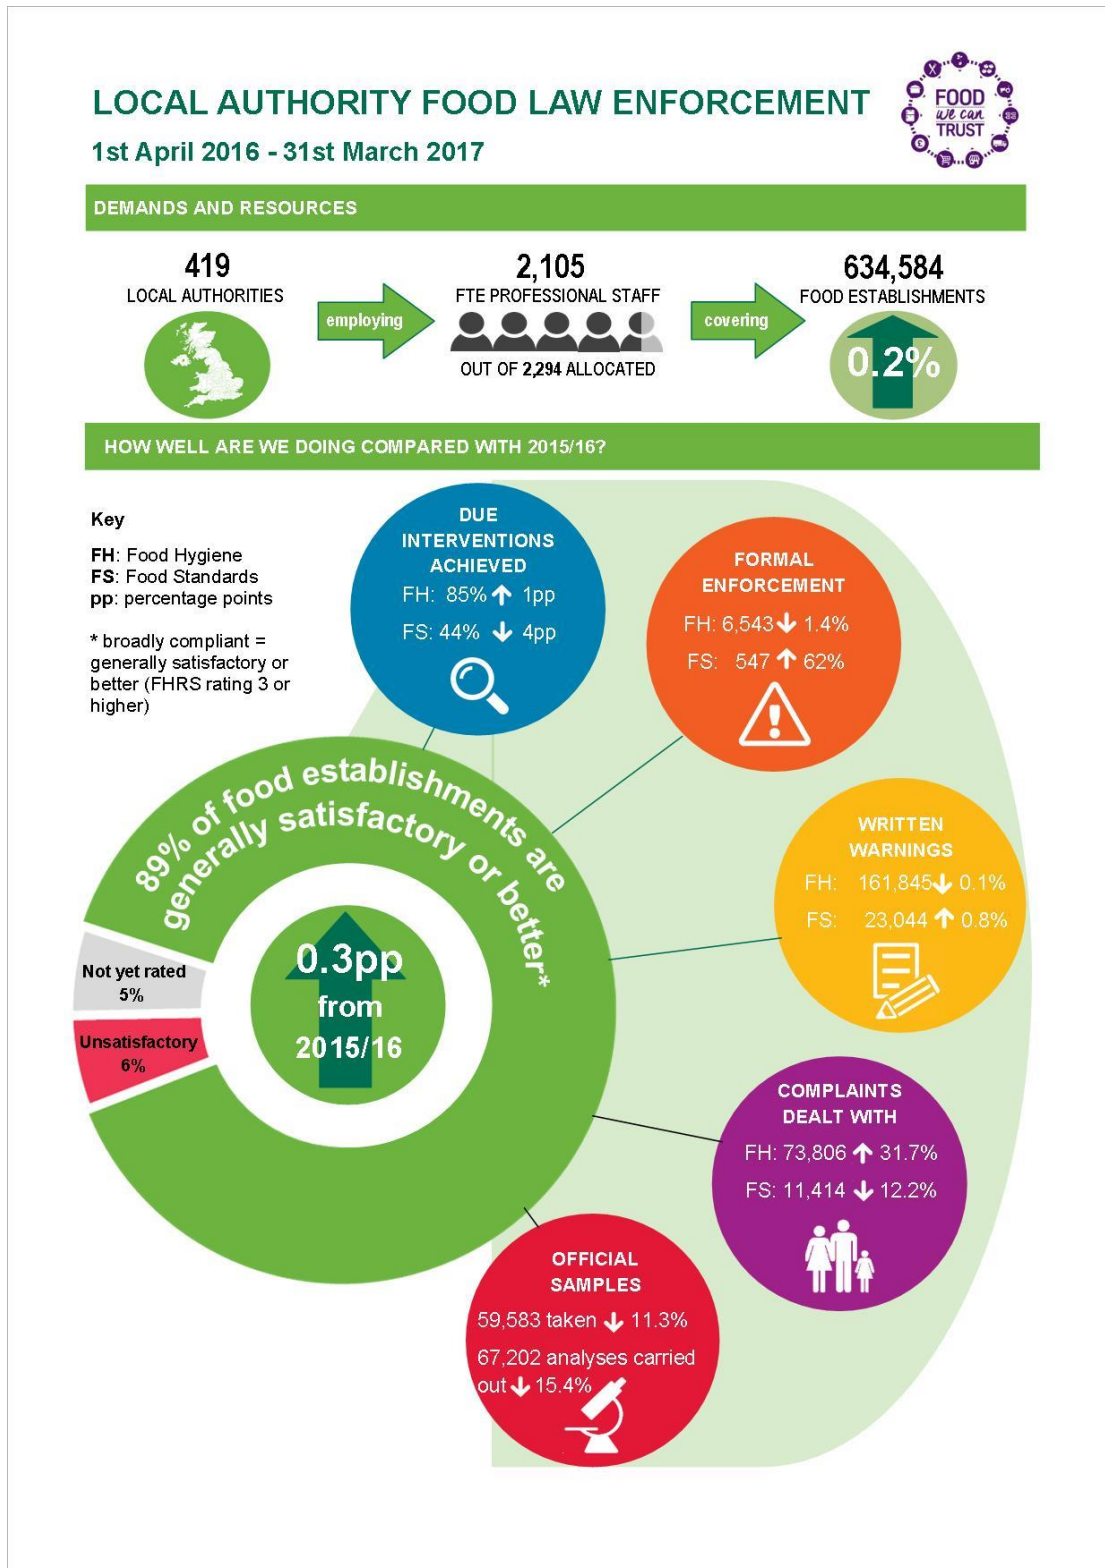 LOCAL AUTHORITY FOOD LAW ENFORCEMENT
1st April 2016 - 31st March 2017
FOOD
we can
TRUST
DEMANDS AND RESOURCES
419
LOCAL AUTHORITIES
employing
2,105
FTE PROFESSIONAL STAFF
OUT OF 2,294 ALLOCATED
covering
634,584
FOOD ESTABLISHMENTS
0.2%
HOW WELL ARE WE DOING COMPARED WITH 2015/16?
Key
FH: Food Hygiene
FS: Food Standards
pp: percentage points
* broadly compliant =
generally satisfactory or
better (FHRS rating 3 or
higher)
DUE
INTERVENTIONS
ACHIEVED
FH: 85% ↑ 1pp
FS: 44% ↓ 4pp
FORMAL
ENFORCEMENT
FH: 6,543 ↓ 1.4%
FS: 547 ↑ 62%
89% of food establishments are
generally satisfactory or better*
Not yet rated
5%
Unsatisfactory
6%
0.3pp
from
2015/16
WRITTEN
WARNINGS
FH: 161,845 ↓ 0.1%
FS: 23,044 ↑ 0.8%
COMPLAINTS
DEALT WITH
FH: 73,806 ↑ 31.7%
FS: 11,414 ↓ 12.2%
OFFICIAL
SAMPLES
59,583 taken ↓ 11.3%
67,202 analyses carried
out ↓ 15.4%